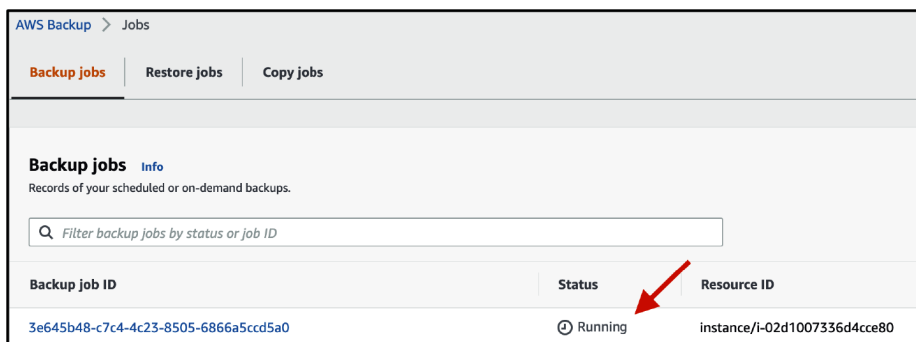 AWS Backup > Jobs
Backup jobs Restore jobs Copy jobs
Backup jobs Info
Records of your scheduled or on-demand backups.
Filter backup jobs by status or job ID
Backup job ID Status Resource ID
3e645b48-c7c4-4c23-8505-6866a5ccd5a0 Running instance/i-02d1007336d4cce80